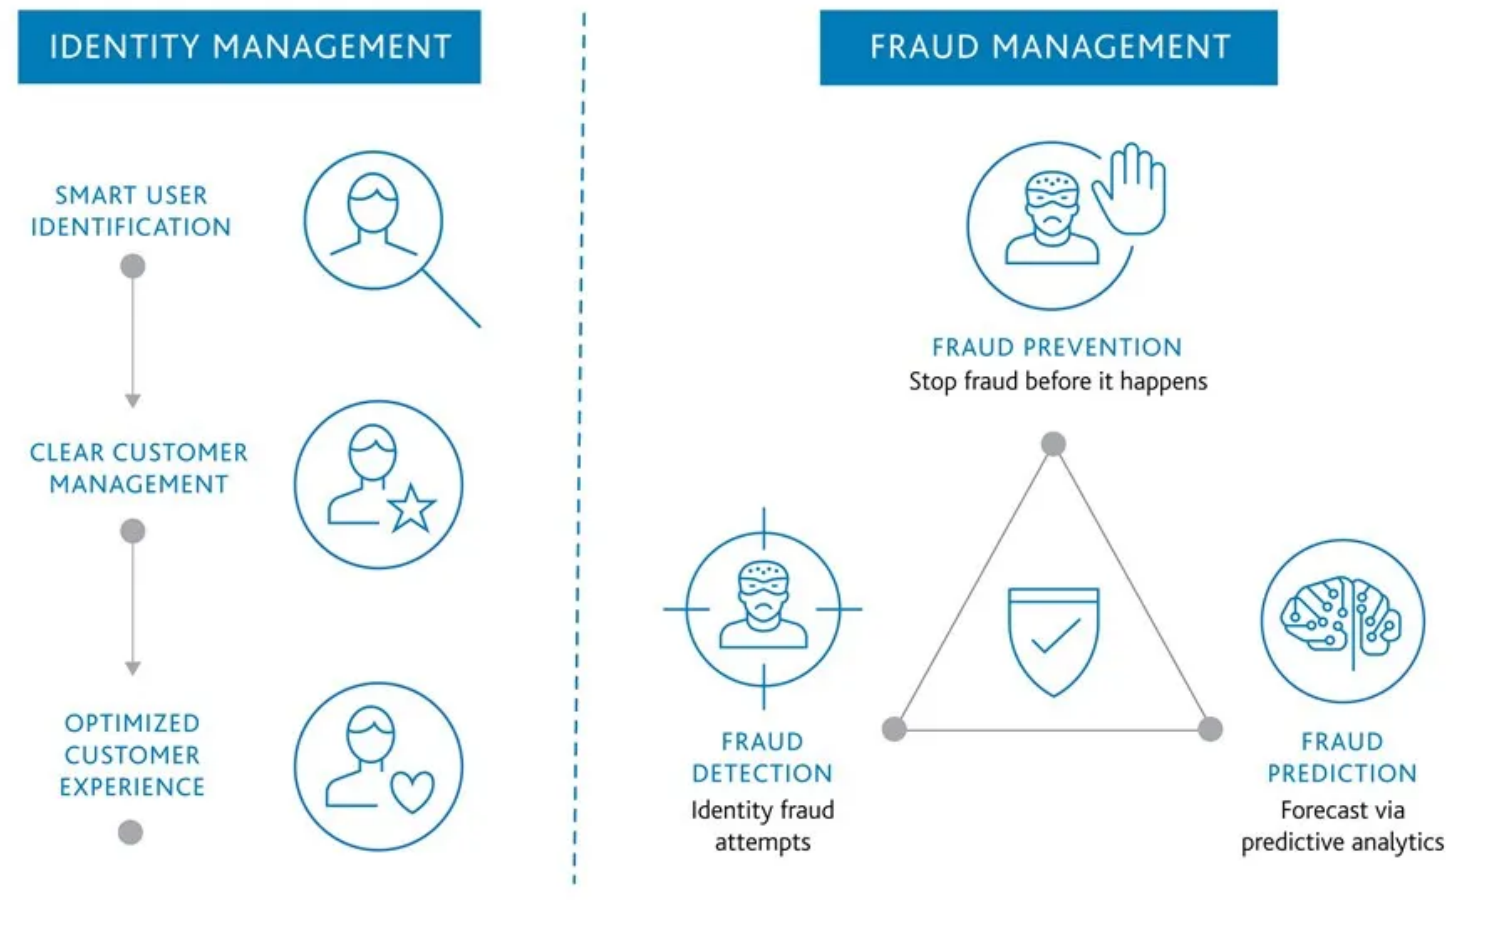 IDENTITY MANAGEMENT
SMART USER
IDENTIFICATION
CLEAR CUSTOMER
MANAGEMENT
OPTIMIZED
CUSTOMER
EXPERIENCE
FRAUD MANAGEMENT
FRAUD PREVENTION
Stop fraud before it happens
FRAUD
DETECTION
Identity fraud
attempts
FRAUD
PREDICTION
Forecast via
predictive analytics